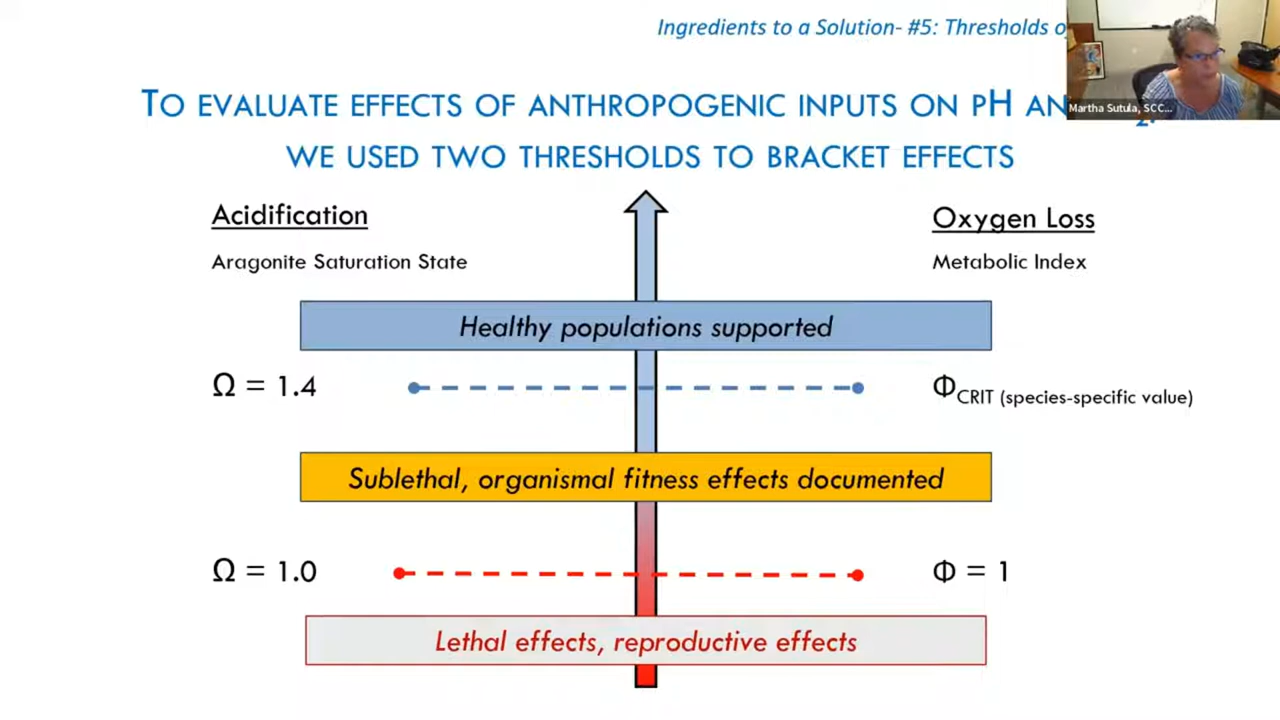 Ingredients to a Solution- #5: Thresholds
Martha Sutula, SCC...
TO EVALUATE EFFECTS OF ANTHROPOGENIC INPUTS ON PH
WE USED TWO THRESHOLDS TO BRACKET EFFECTS
Acidification
Oxygen Loss
Aragonite Saturation State
Metabolic Index
Healthy populations supported
Ω = 1.4
ΦCRIT (species-specific value)
Sublethal, organismal fitness effects documented
Ω = 1.0
Φ = 1
Lethal effects, reproductive effects